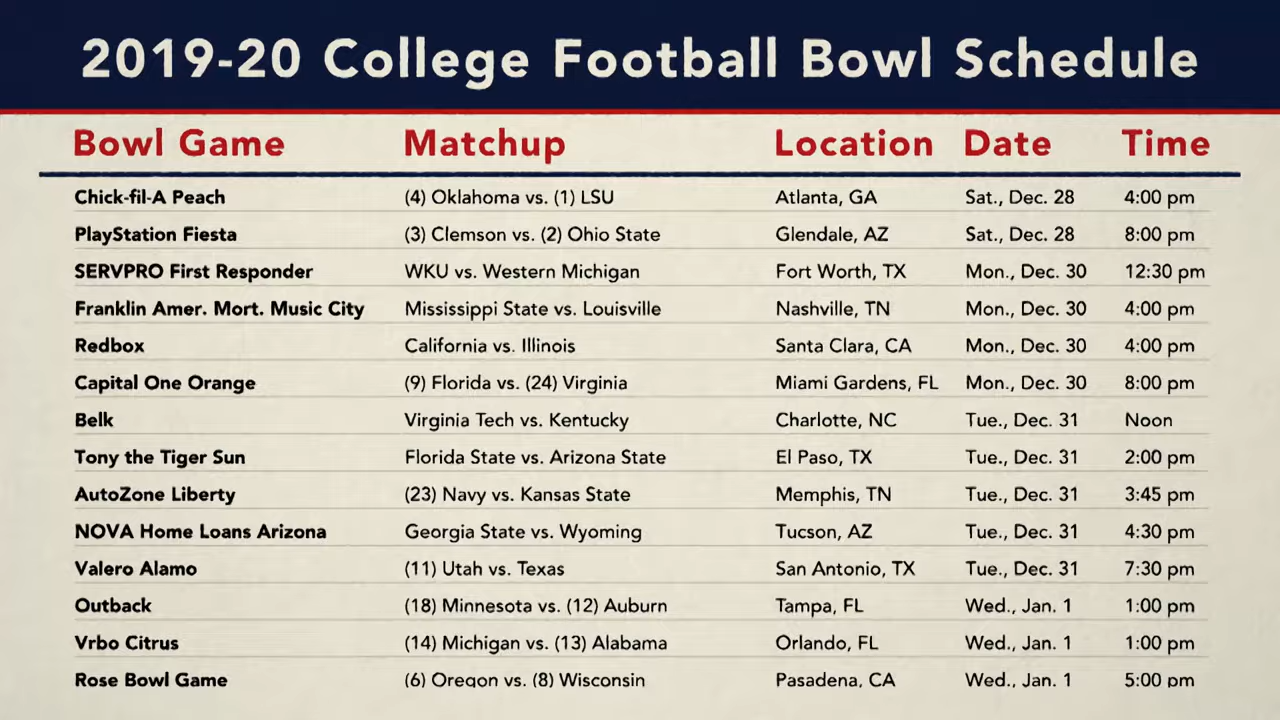 2019-20 College Football Bowl Schedule
Bowl Game Matchup Location Date Time
Chick-fil-A Peach (4) Oklahoma vs. (1) LSU Atlanta, GA Sat., Dec. 28 4:00 pm
PlayStation Fiesta (3) Clemson vs. (2) Ohio State Glendale, AZ Sat., Dec. 28 8:00 pm
SERVPRO First Responder WKU vs. Western Michigan Fort Worth, TX Mon., Dec. 30 12:30 pm
Franklin Amer. Mort. Music City Mississippi State vs. Louisville Nashville, TN Mon., Dec. 30 4:00 pm
Redbox California vs. Illinois Santa Clara, CA Mon., Dec. 30 4:00 pm
Capital One Orange (9) Florida vs. (24) Virginia Miami Gardens, FL Mon., Dec. 30 8:00 pm
Belk Virginia Tech vs. Kentucky Charlotte, NC Tue., Dec. 31 Noon
Tony the Tiger Sun Florida State vs. Arizona State El Paso, TX Tue., Dec. 31 2:00 pm
AutoZone Liberty (23) Navy vs. Kansas State Memphis, TN Tue., Dec. 31 3:45 pm
NOVA Home Loans Arizona Georgia State vs. Wyoming Tucson, AZ Tue., Dec. 31 4:30 pm
Valero Alamo (11) Utah vs. Texas San Antonio, TX Tue., Dec. 31 7:30 pm
Outback (18) Minnesota vs. (12) Auburn Tampa, FL Wed., Jan. 1 1:00 pm
Vrbo Citrus (14) Michigan vs. (13) Alabama Orlando, FL Wed., Jan. 1 1:00 pm
Rose Bowl Game (6) Oregon vs. (8) Wisconsin Pasadena, CA Wed., Jan. 1 5:00 pm